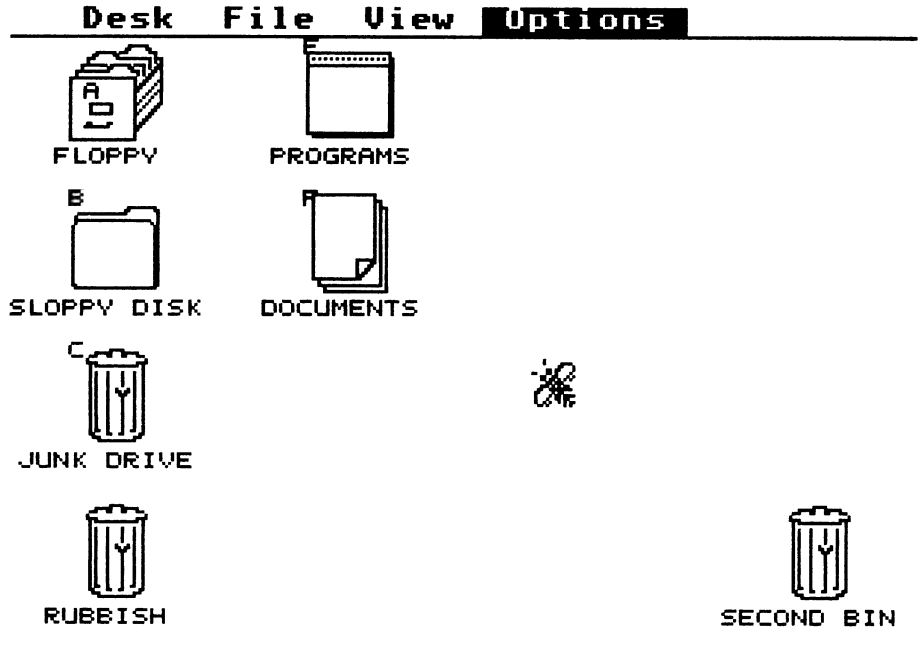 Desk File View Options
A
FLOPPY
E
PROGRAMS
B
SLOPPY DISK
DOCUMENTS
C
JUNK DRIVE
RUBBISH
SECOND BIN